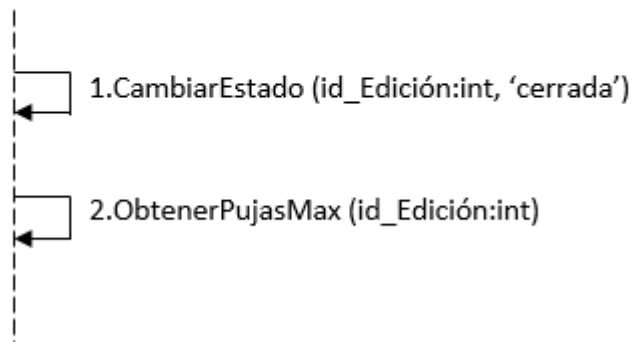 1.CambiarEstado (id_Edición:int, ‘cerrada’)
2.ObtenerPujasMax (id_Edición:int)